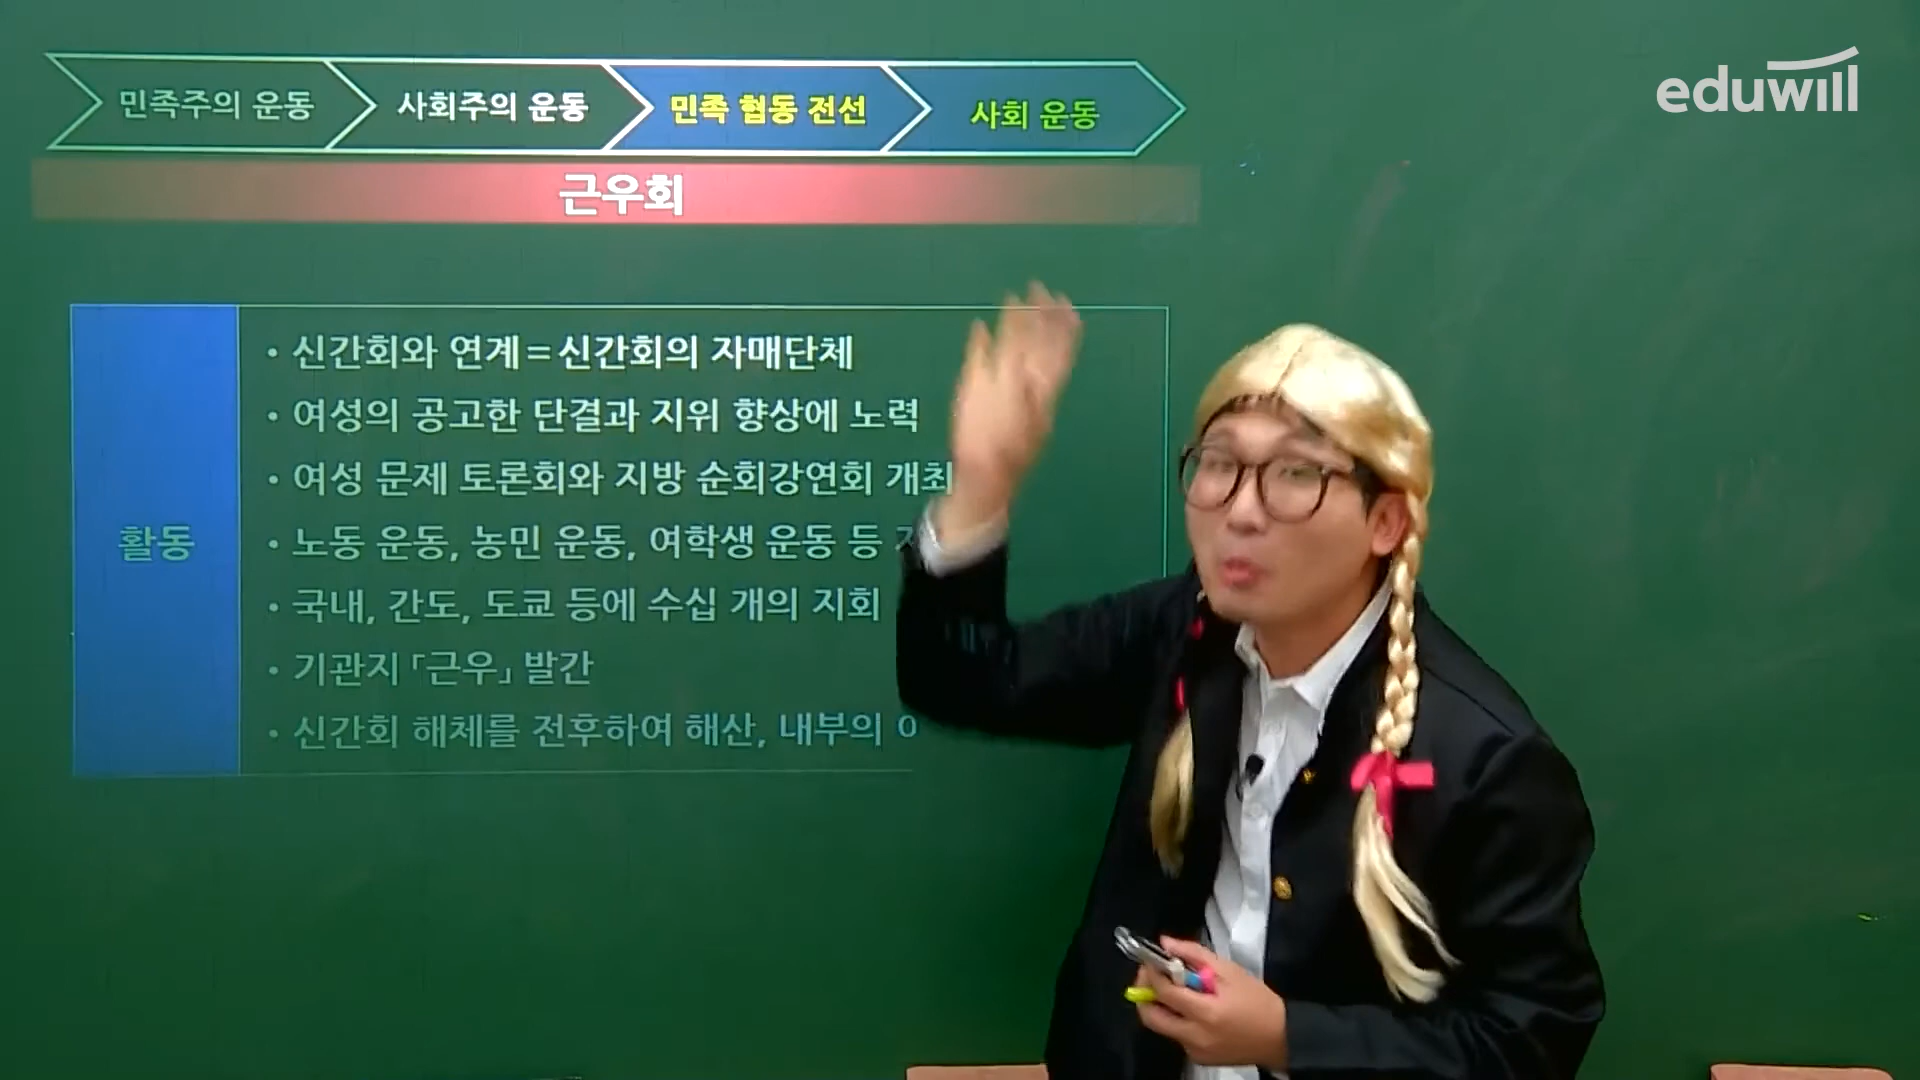 eduwill
민족주의 운동
사회주의 운동
민족 협동 전선
사회 운동
근우회
활동
• 신간회와 연계=신간회의 자매단체
• 여성의 공고한 단결과 지위 향상에 노력
• 여성 문제 토론회와 지방 순회강연회 개최
• 노동 운동, 농민 운동, 여학생 운동 등
• 국내, 간도, 도쿄 등에 수십 개의 지회
• 기관지 「근우」 발간
• 신간회 해체를 전후하여 해산, 내부의